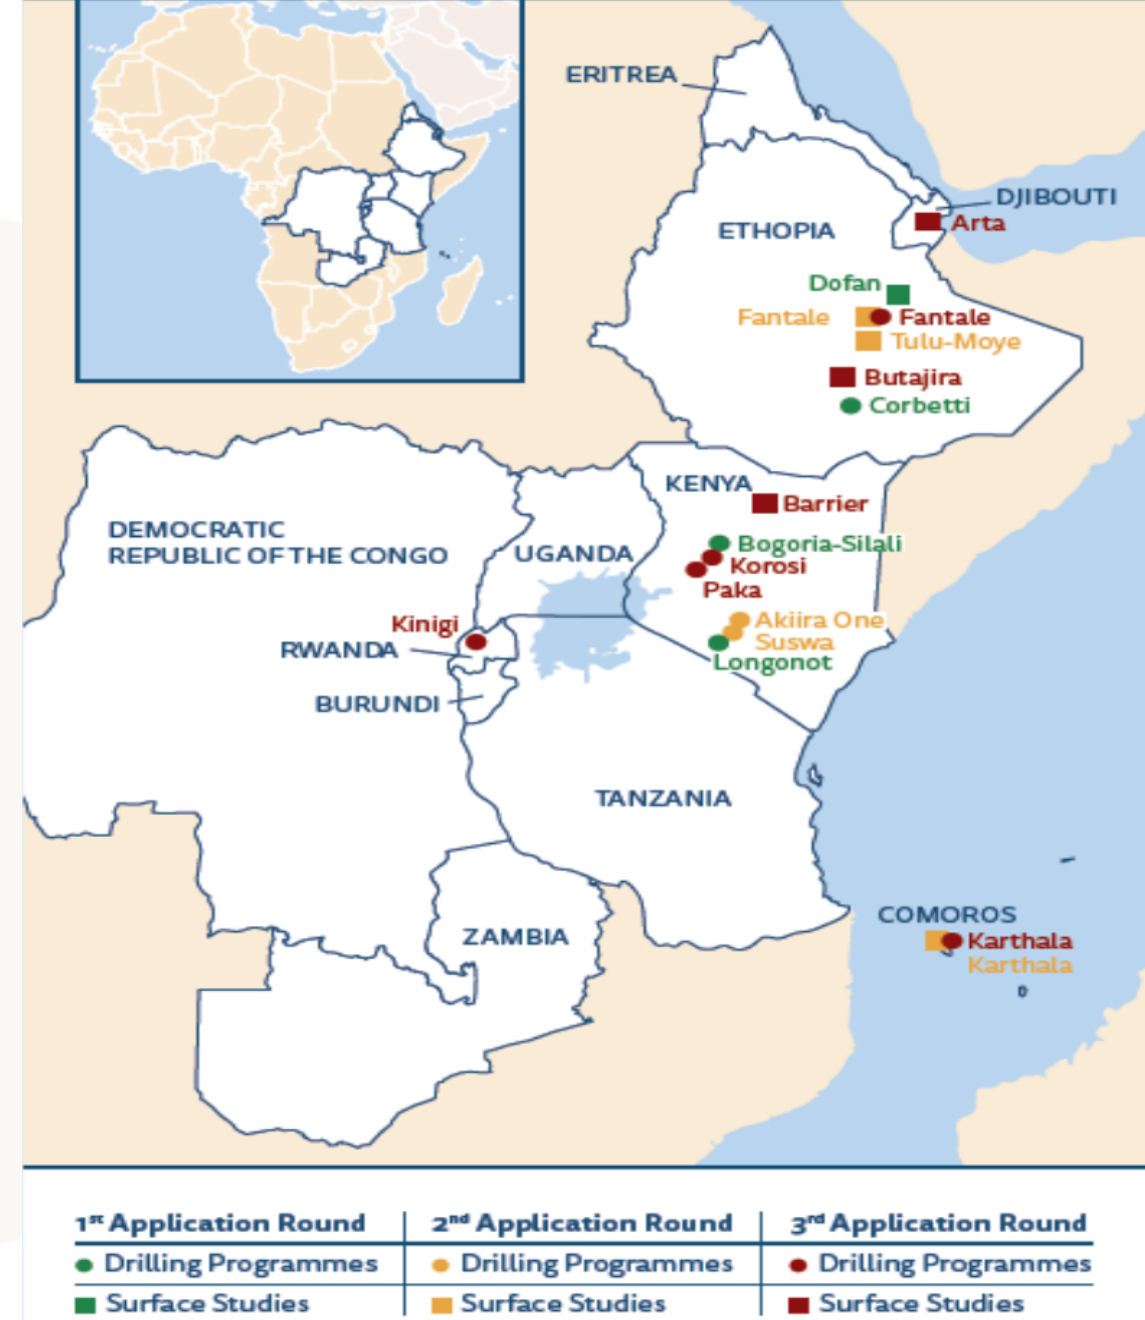 ERITREA
DJIBOUTI
Arta
ETHOPIA
Dofan
Fantale
Fantale
Tulu-Moye
Butajira
Corbetti
KENYA
Barrier
DEMOCRATIC
REPUBLIC OF THE CONGO
UGANDA
Bogoria-Silali
Korosi
Paka
Kinigi
Akiira One
RWANDA
Suswa
Longonot
BURUNDI
TANZANIA
COMOROS
ZAMBIA
Karthala
Karthala
1st Application Round
2nd Application Round
3rd Application Round
Drilling Programmes
Drilling Programmes
Drilling Programmes
Surface Studies
Surface Studies
Surface Studies